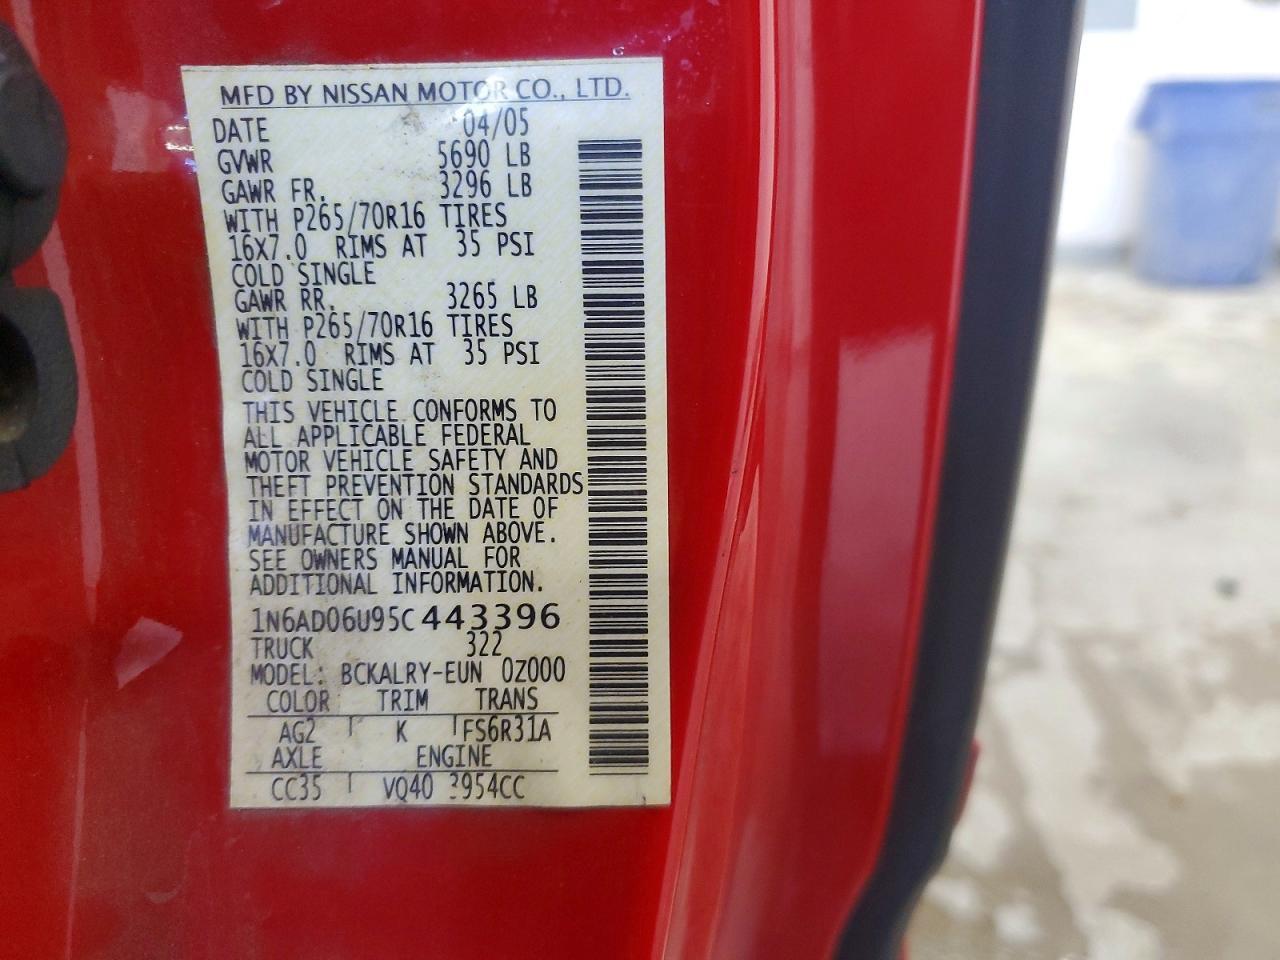 MFD BY NISSAN MOTOR CO., LTD.
DATE 04/05
GVWR 5690 LB
GAWR FR. 3296 LB
WITH P265/70R16 TIRES
16X7.0 RIMS AT 35 PSI
COLD SINGLE
GAWR RR. 3265 LB
WITH P265/70R16 TIRES
16X7.0 RIMS AT 35 PSI
COLD SINGLE
THIS VEHICLE CONFORMS TO
ALL APPLICABLE FEDERAL
MOTOR VEHICLE SAFETY AND
THEFT PREVENTION STANDARDS
IN EFFECT ON THE DATE OF
MANUFACTURE SHOWN ABOVE.
SEE OWNERS MANUAL FOR
ADDITIONAL INFORMATION.
1N6AD06U95C443396
TRUCK 322
MODEL: BCKALRY-EUN 0Z000
COLOR TRIM TRANS
AG2 K FS6R31A
AXLE ENGINE
CC35 VQ40 3954CC